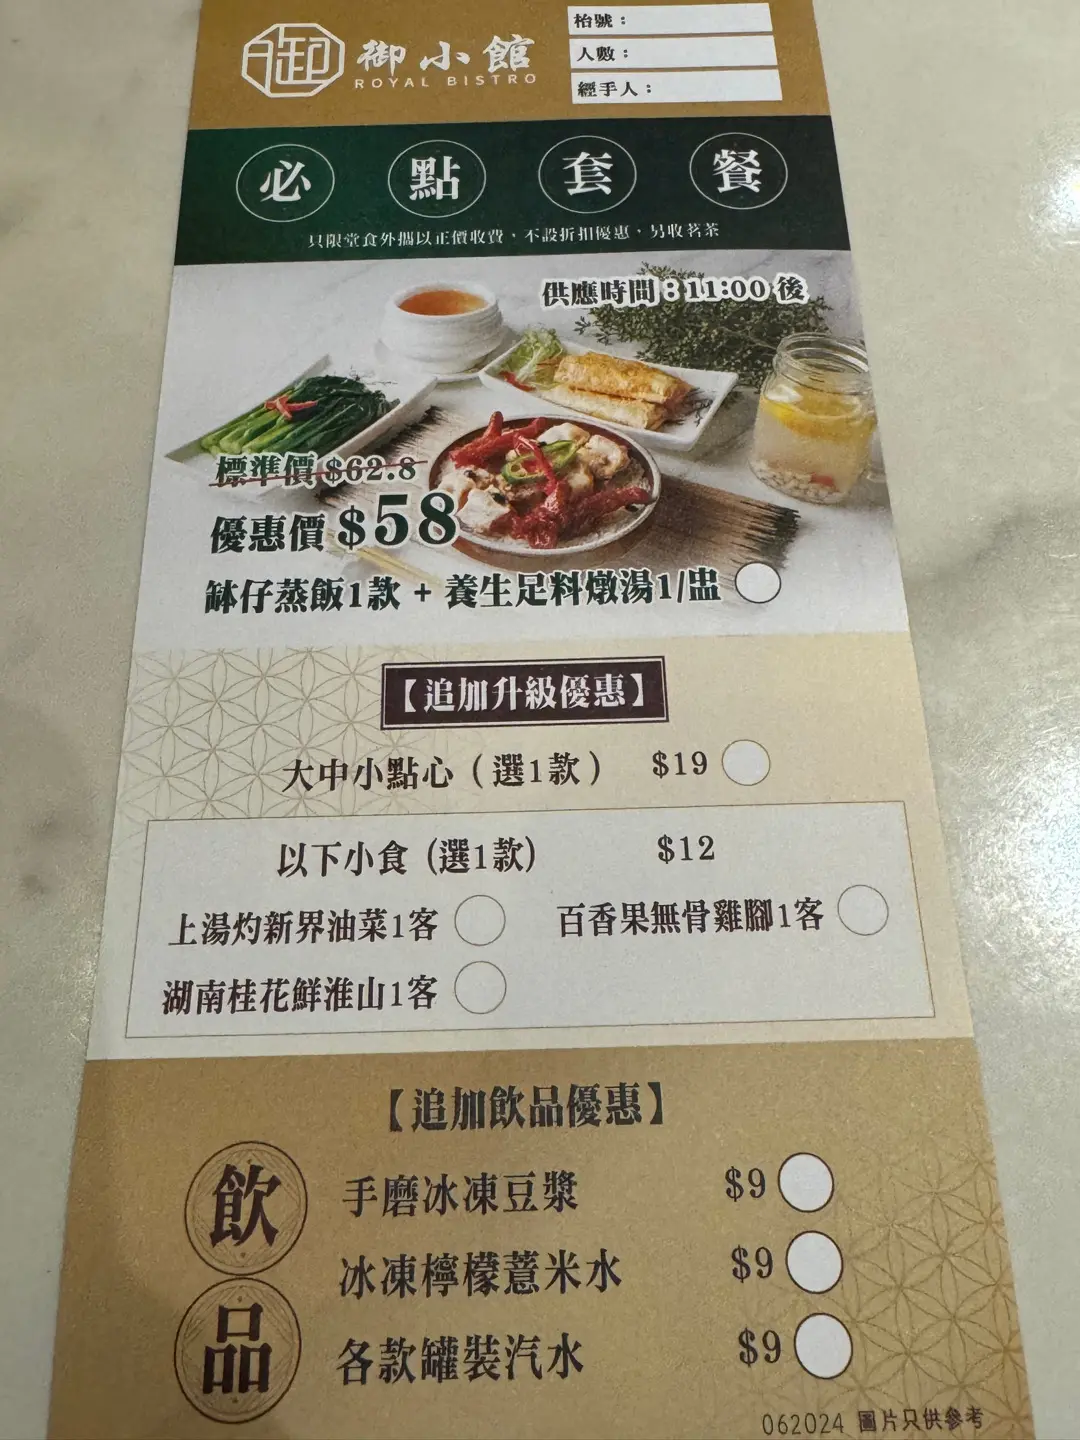 御小館
ROYAL BISTRO
枱號：
人數：
經手人：
必點套餐
只限堂食外攜以正價收費，不設折扣優惠，另收茗茶
供應時間：11:00 後
標準價 $62.8
優惠價 $58
缽仔蒸飯1款 + 養生足料燉湯1/盅
【追加升級優惠】
大中小點心（選1款） $19
以下小食 (選1款) $12
上湯灼新界油菜1客 百香果無骨雞腳1客
湖南桂花鮮淮山1客
【追加飲品優惠】
飲品
手磨冰凍豆漿 $9
冰凍檸檬薏米水 $9
各款罐裝汽水 $9
062024 圖片只供參考